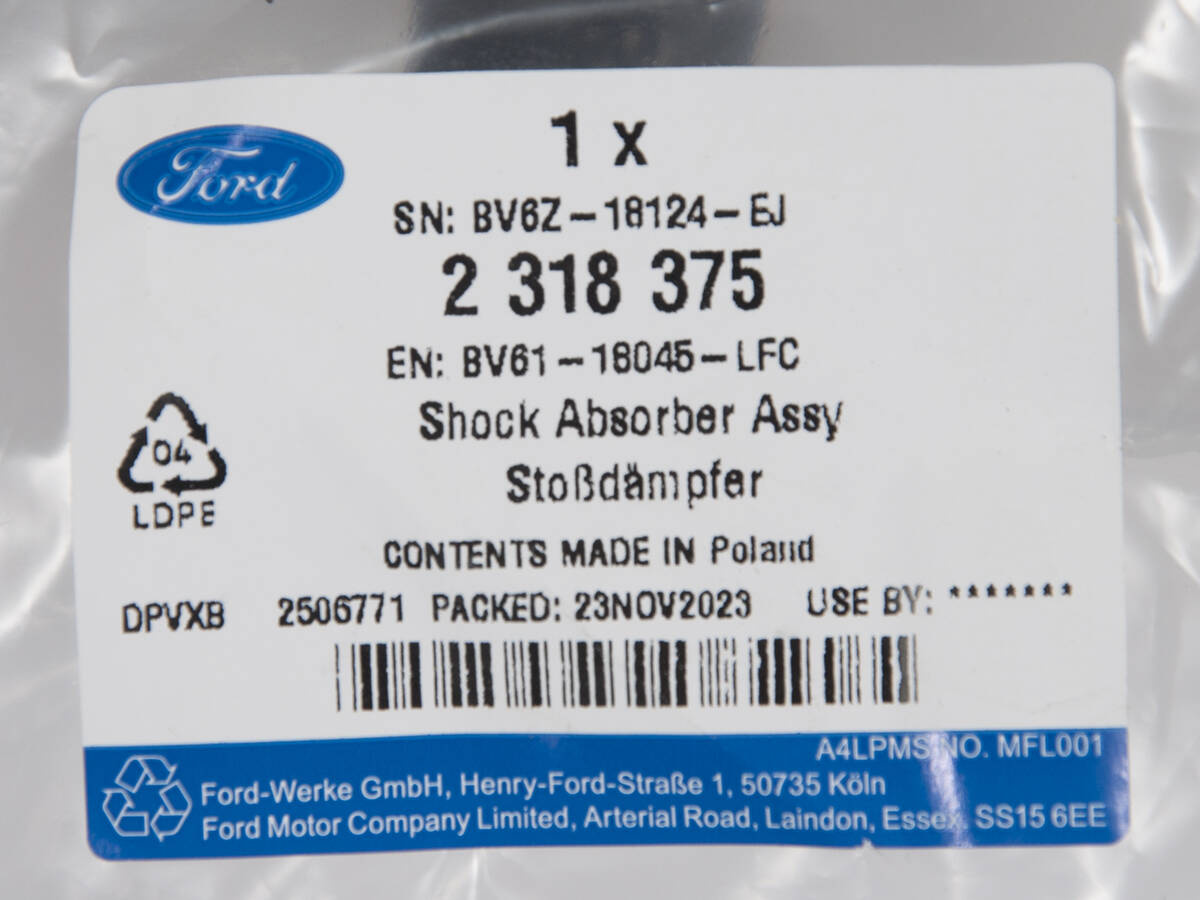 Ford
1 x
SN: BV6Z-18124-EJ
2 318 375
EN: BV61-18045-LFC
Shock Absorber Assy
Stoßdämpfer
04
LDPE
CONTENTS MADE IN Poland
DPVXB 2506771 PACKED: 23NOV2023 USE BY: *******
A4LPMS NO. MFL001
Ford-Werke GmbH, Henry-Ford-Straße 1, 50735 Köln
Ford Motor Company Limited, Arterial Road, Laindon, Essex, SS15 6EE